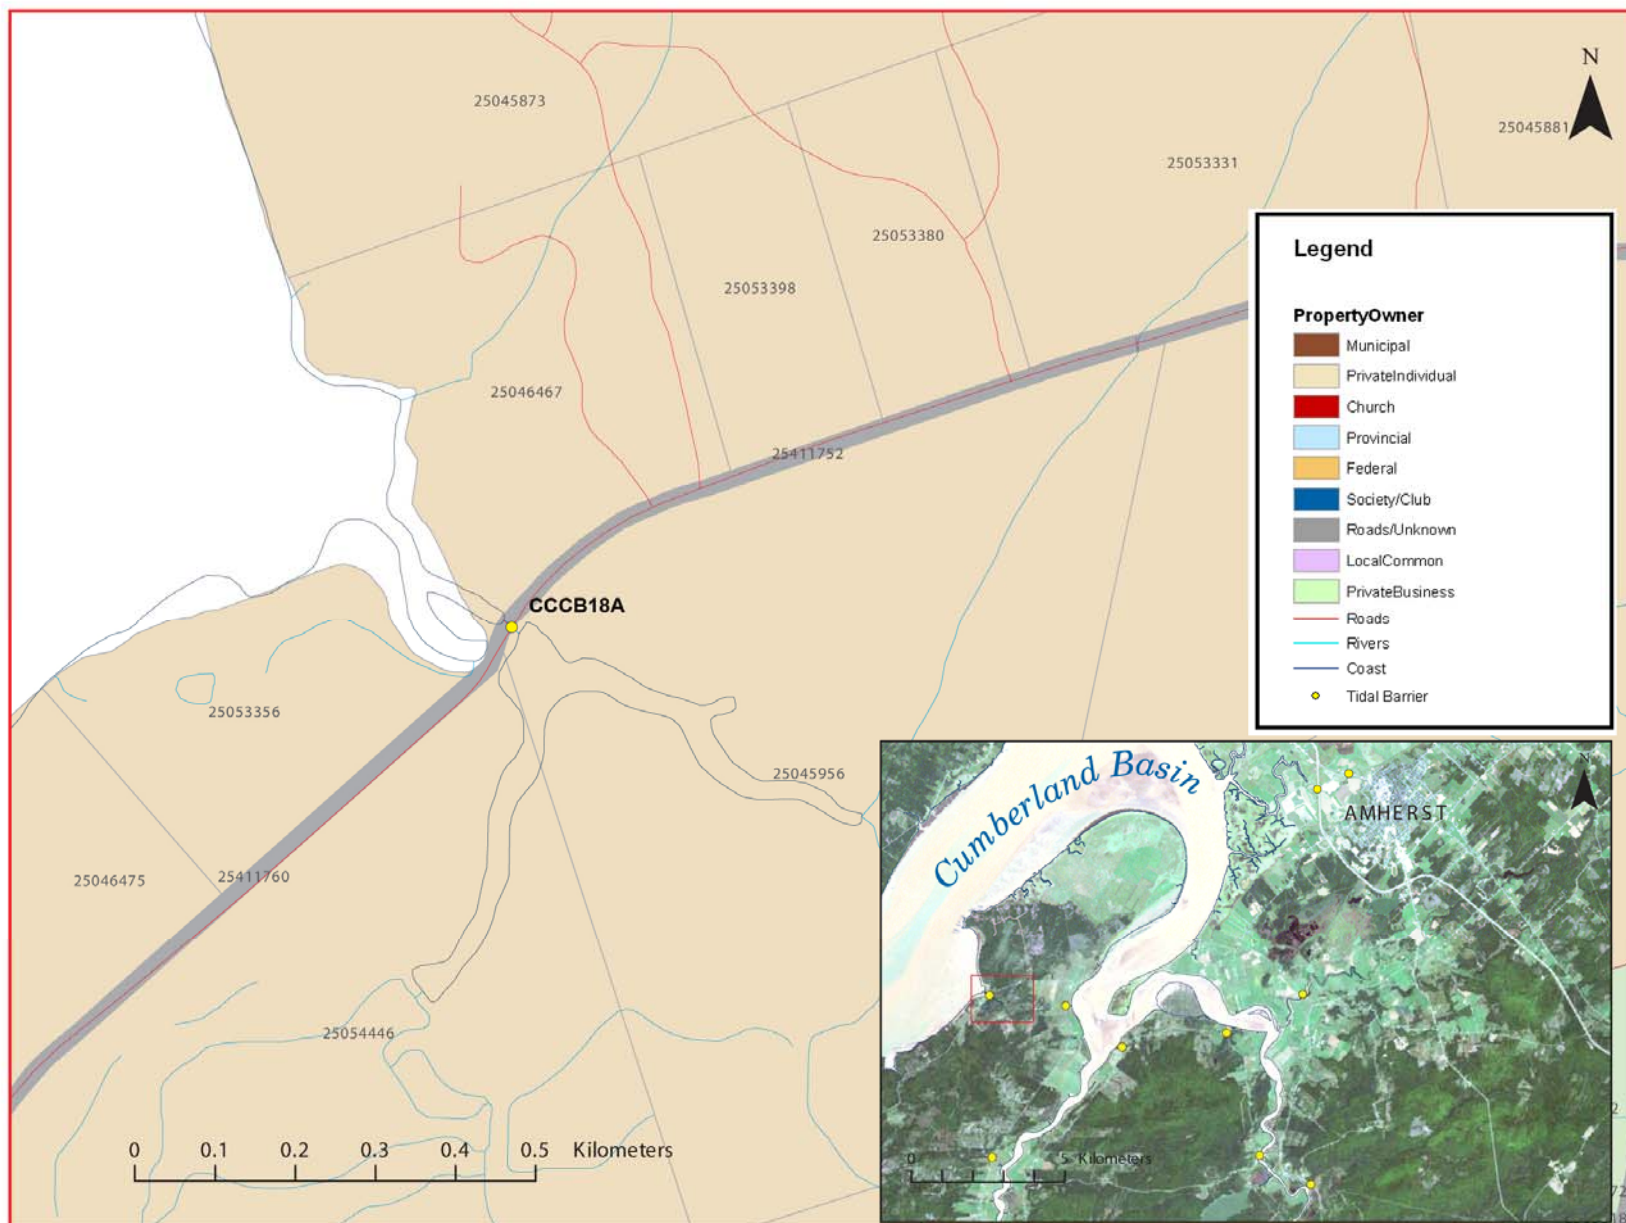 N
25045873
25045881
25053331
25053380
25053398
25046467
25411752
CCCB18A
25053356
25045956
25046475
25411760
25054446
0 0.1 0.2 0.3 0.4 0.5 Kilometers
Legend
PropertyOwner
Municipal
PrivateIndividual
Church
Provincial
Federal
Society/Club
Roads/Unknown
LocalCommon
PrivateBusiness
Roads
Rivers
Coast
Tidal Barrier
Cumberland Basin
N
AMHERST
0 5 Kilometers